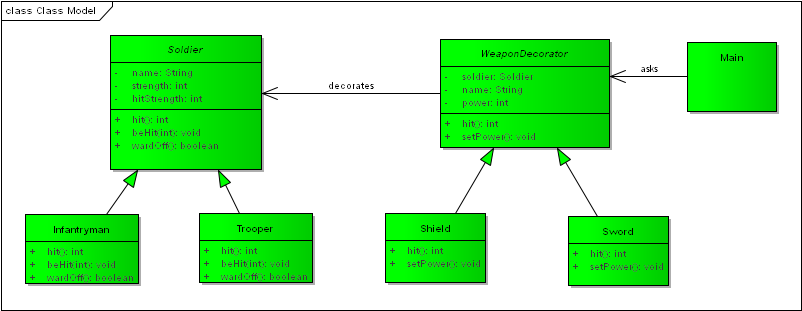 class Class Model
Soldier
- name: String
- strength: int
- hitStrength: int
+ hit(): int
+ beHit(int): void
+ wardOff(): boolean
decorates
WeaponDecorator
- soldier: Soldier
- name: String
- power: int
+ hit(): int
+ setPower(): void
asks
Main
Infantryman
+ hit(): int
+ beHit(int): void
+ wardOff(): boolean
Trooper
+ hit(): int
+ beHit(int): void
+ wardOff(): boolean
Shield
+ hit(): int
+ setPower(): void
Sword
+ hit(): int
+ setPower(): void